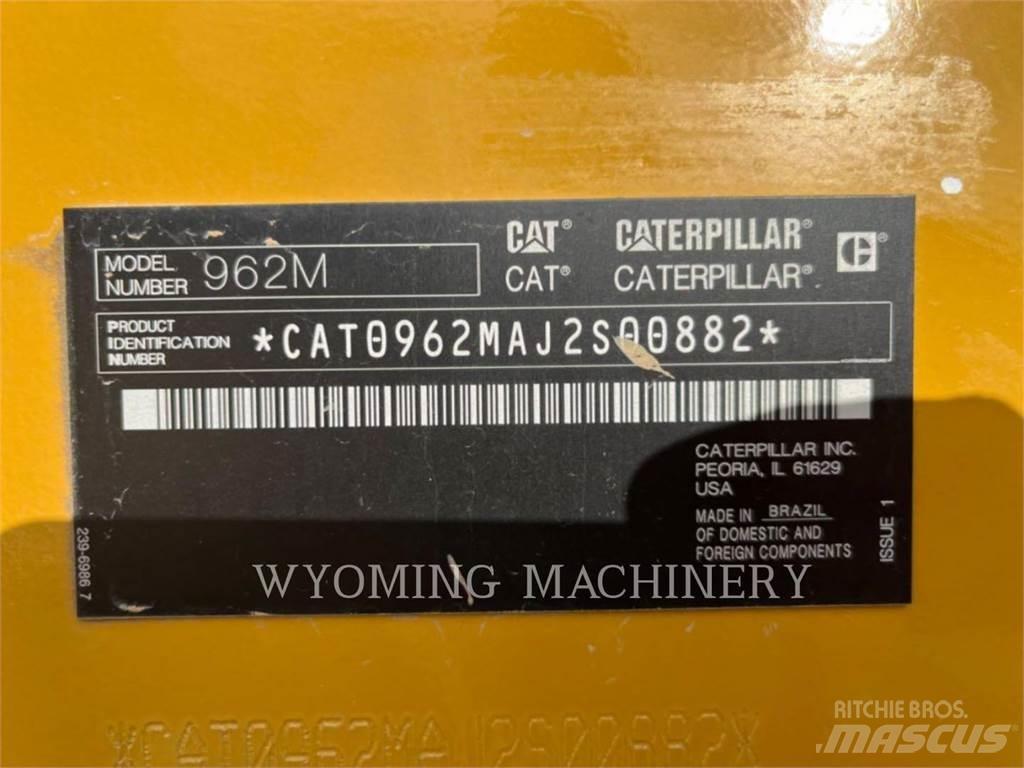 MODEL NUMBER 962M
CAT® CATERPILLAR®
CAT® CATERPILLAR®
PRODUCT
IDENTIFICATION
NUMBER
*CAT0962MAJ2S00882*
CATERPILLAR INC.
PEORIA, IL 61629
USA
MADE IN BRAZIL
OF DOMESTIC AND
FOREIGN COMPONENTS
ISSUE 1
239-6986 7
WYOMING MACHINERY
*CAT0962MAJ2S00882*
RITCHIE BROS.
MASCUS